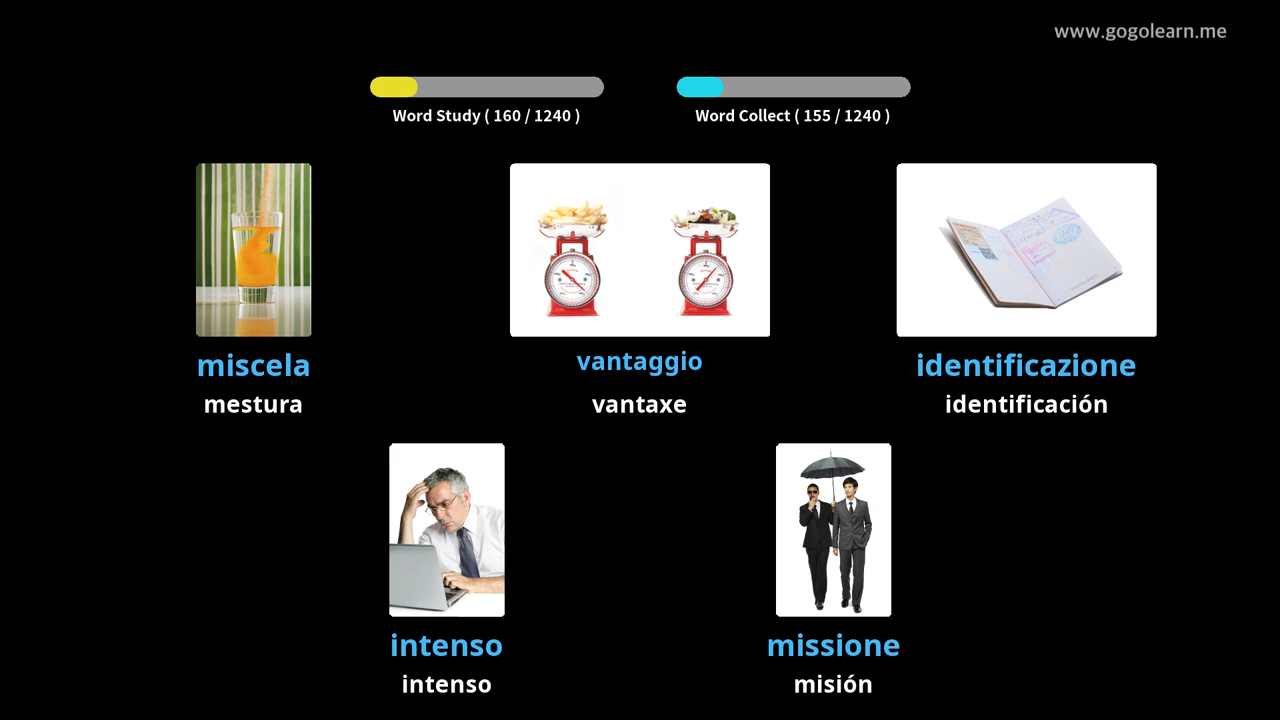 www.gogolearn.me
Word Study ( 160 / 1240 )
Word Collect ( 155 / 1240 )
miscela
mestura
vantaggio
vantaxe
identificazione
identificación
intenso
intenso
missione
misión